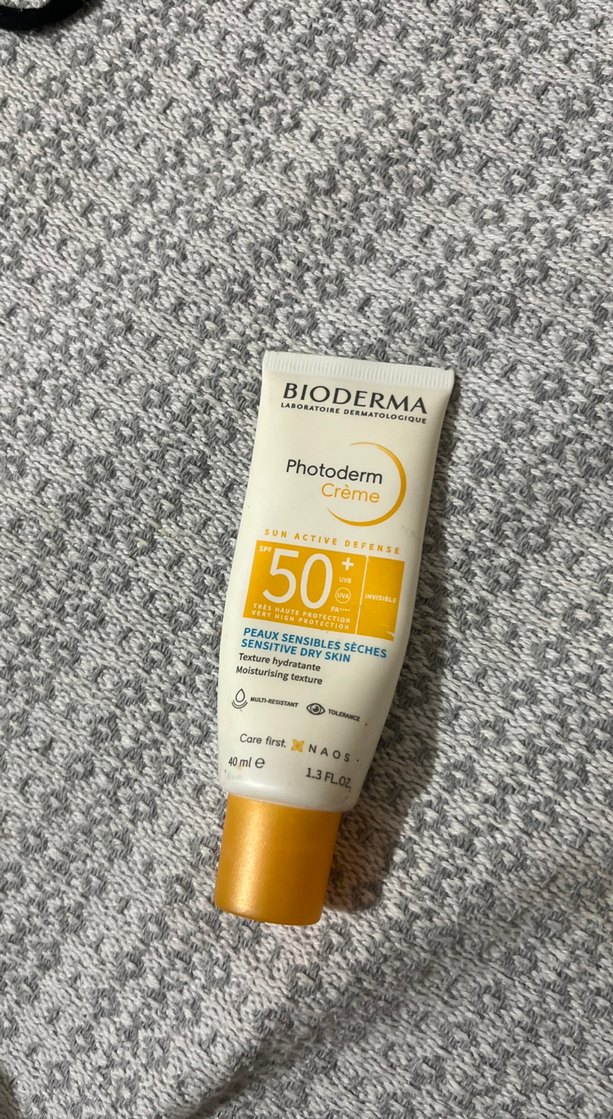 BIODERMA
LABORATOIRE DERMATOLOGIQUE
Photoderm
Crème
SUN ACTIVE DEFENSE
SPF 50+
UVB
UVA
PA++++
INVISIBLE
TRÈS HAUTE PROTECTION
VERY HIGH PROTECTION
PEAUX SENSIBLES SÈCHES
SENSITIVE DRY SKIN
Texture hydratante
Moisturising texture
MULTI-RESISTANT
TOLERANCE
Care first. NAOS
40 ml ℮ 1.3 FL.OZ.